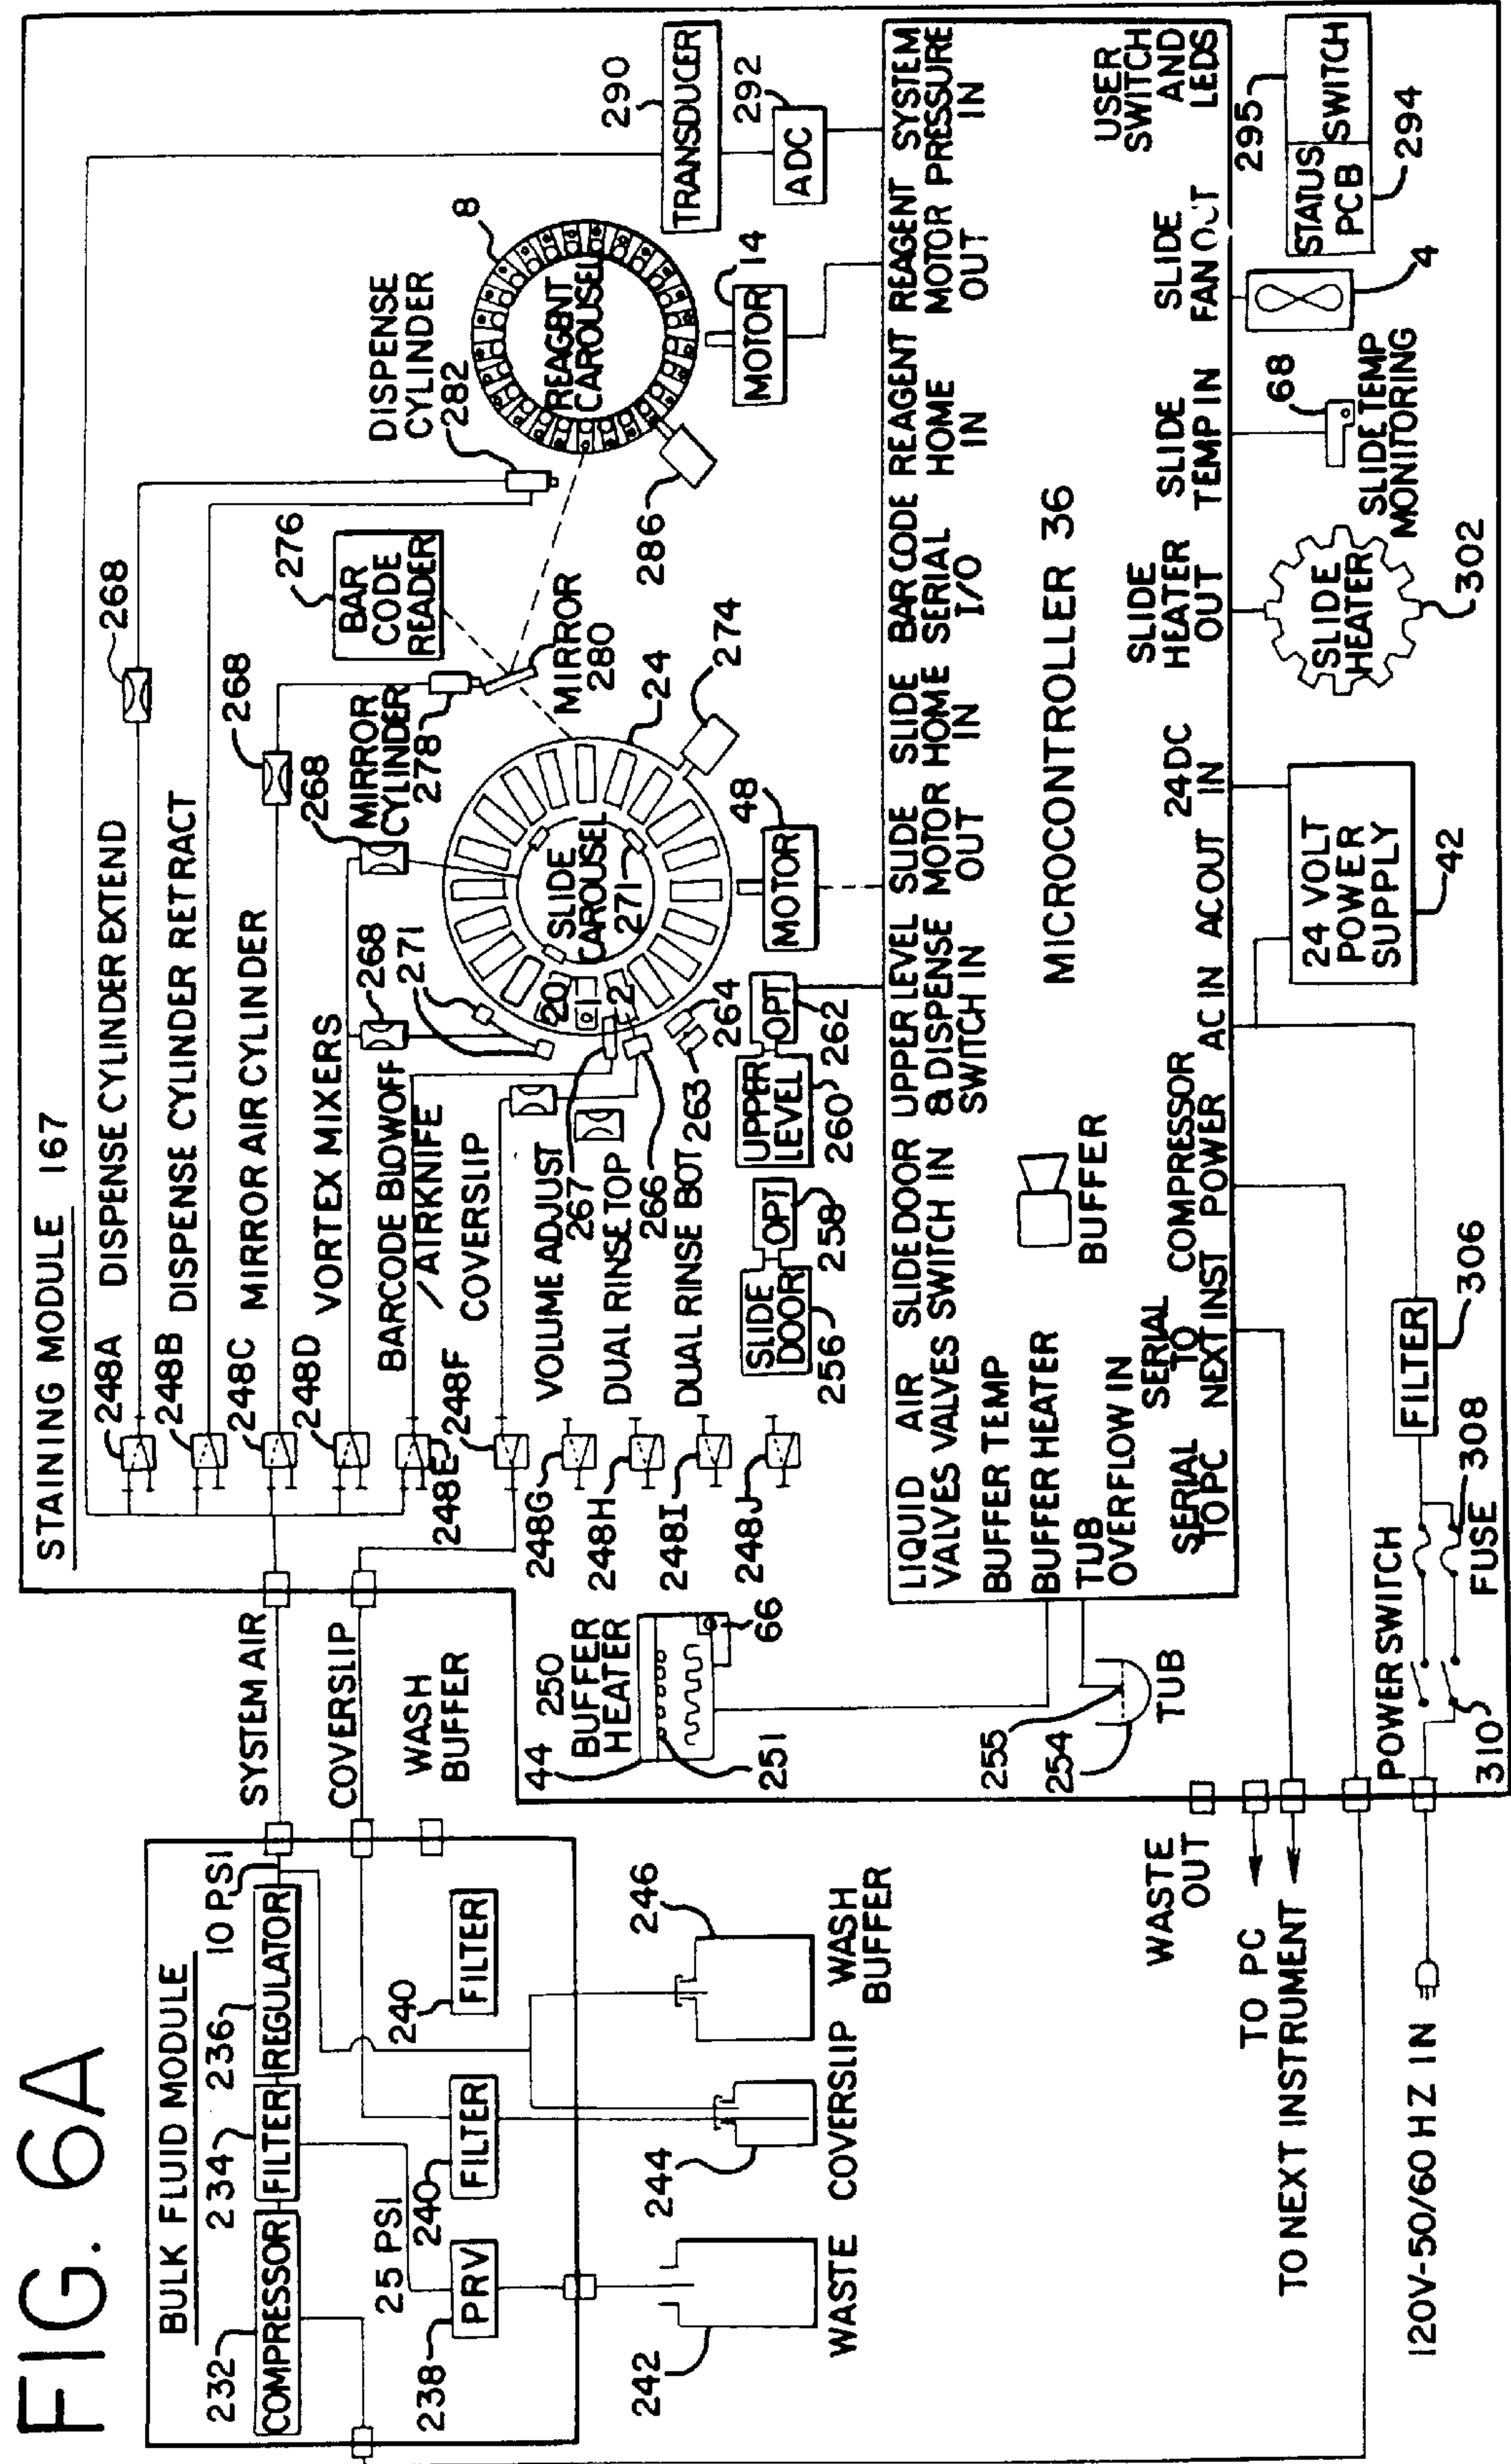 FIG. 6A
BULK FLUID MODULE
232
COMPRESSOR
234
FILTER
236
REGULATOR
10 PSI
25 PSI
238
PRV
240
FILTER
240
FILTER
242
WASTE
244
COVERSLIP
246
WASH
BUFFER
SYSTEM AIR
COVERSLIP
WASH
BUFFER
STAINING MODULE 167
248A
DISPENSE CYLINDER EXTEND
248B
DISPENSE CYLINDER RETRACT
248C
MIRROR AIR CYLINDER
248D
VORTEX MIXERS
248E
BARCODE BLOWOFF
/AIRKNIFE
248F
COVERSLIP
248G
VOLUME ADJUST
248H
DUAL RINSE TOP
248I
DUAL RINSE BOT
248J
267
266
263
264
268
271
268
268
268
MIRROR
CYLINDER
278
SLIDE
CAROUSEL
271
20
1
2
24
274
276
BAR
CODE
READER
MIRROR
280
DISPENSE
CYLINDER
282
8
REAGENT
CAROUSEL
286
290
TRANSDUCER
292
ADC
14
MOTOR
48
MOTOR
SLIDE
DOOR
OPT
256
258
UPPER
LEVEL
OPT
260
262
44
250
BUFFER
HEATER
251
66
255
254
TUB
LIQUID
VALVES
AIR
VALVES
SLIDE DOOR
SWITCH IN
UPPER LEVEL
& DISPENSE
SWITCH IN
SLIDE
MOTOR
OUT
SLIDE
HOME
IN
BAR CODE
SERIAL
I/O
REAGENT
HOME
IN
REAGENT
MOTOR
OUT
SYSTEM
PRESSURE
IN
BUFFER TEMP
BUFFER HEATER
TUB
OVERFLOW IN
BUFFER
MICROCONTROLLER 36
SERIAL
TO PC
SERIAL
TO
NEXT INST
COMPRESSOR
POWER
AC IN
AC OUT
24DC
IN
SLIDE
HEATER
OUT
SLIDE
TEMP IN
SLIDE
FAN OUT
USER
SWITCH
AND
LEDS
24 VOLT
POWER
SUPPLY
42
SLIDE
HEATER
302
68
SLIDE TEMP
MONITORING
4
295
STATUS
PCB
SWITCH
294
WASTE
OUT
TO PC
TO NEXT INSTRUMENT
120V-50/60 HZ IN
POWER SWITCH
310
FUSE
308
FILTER
306